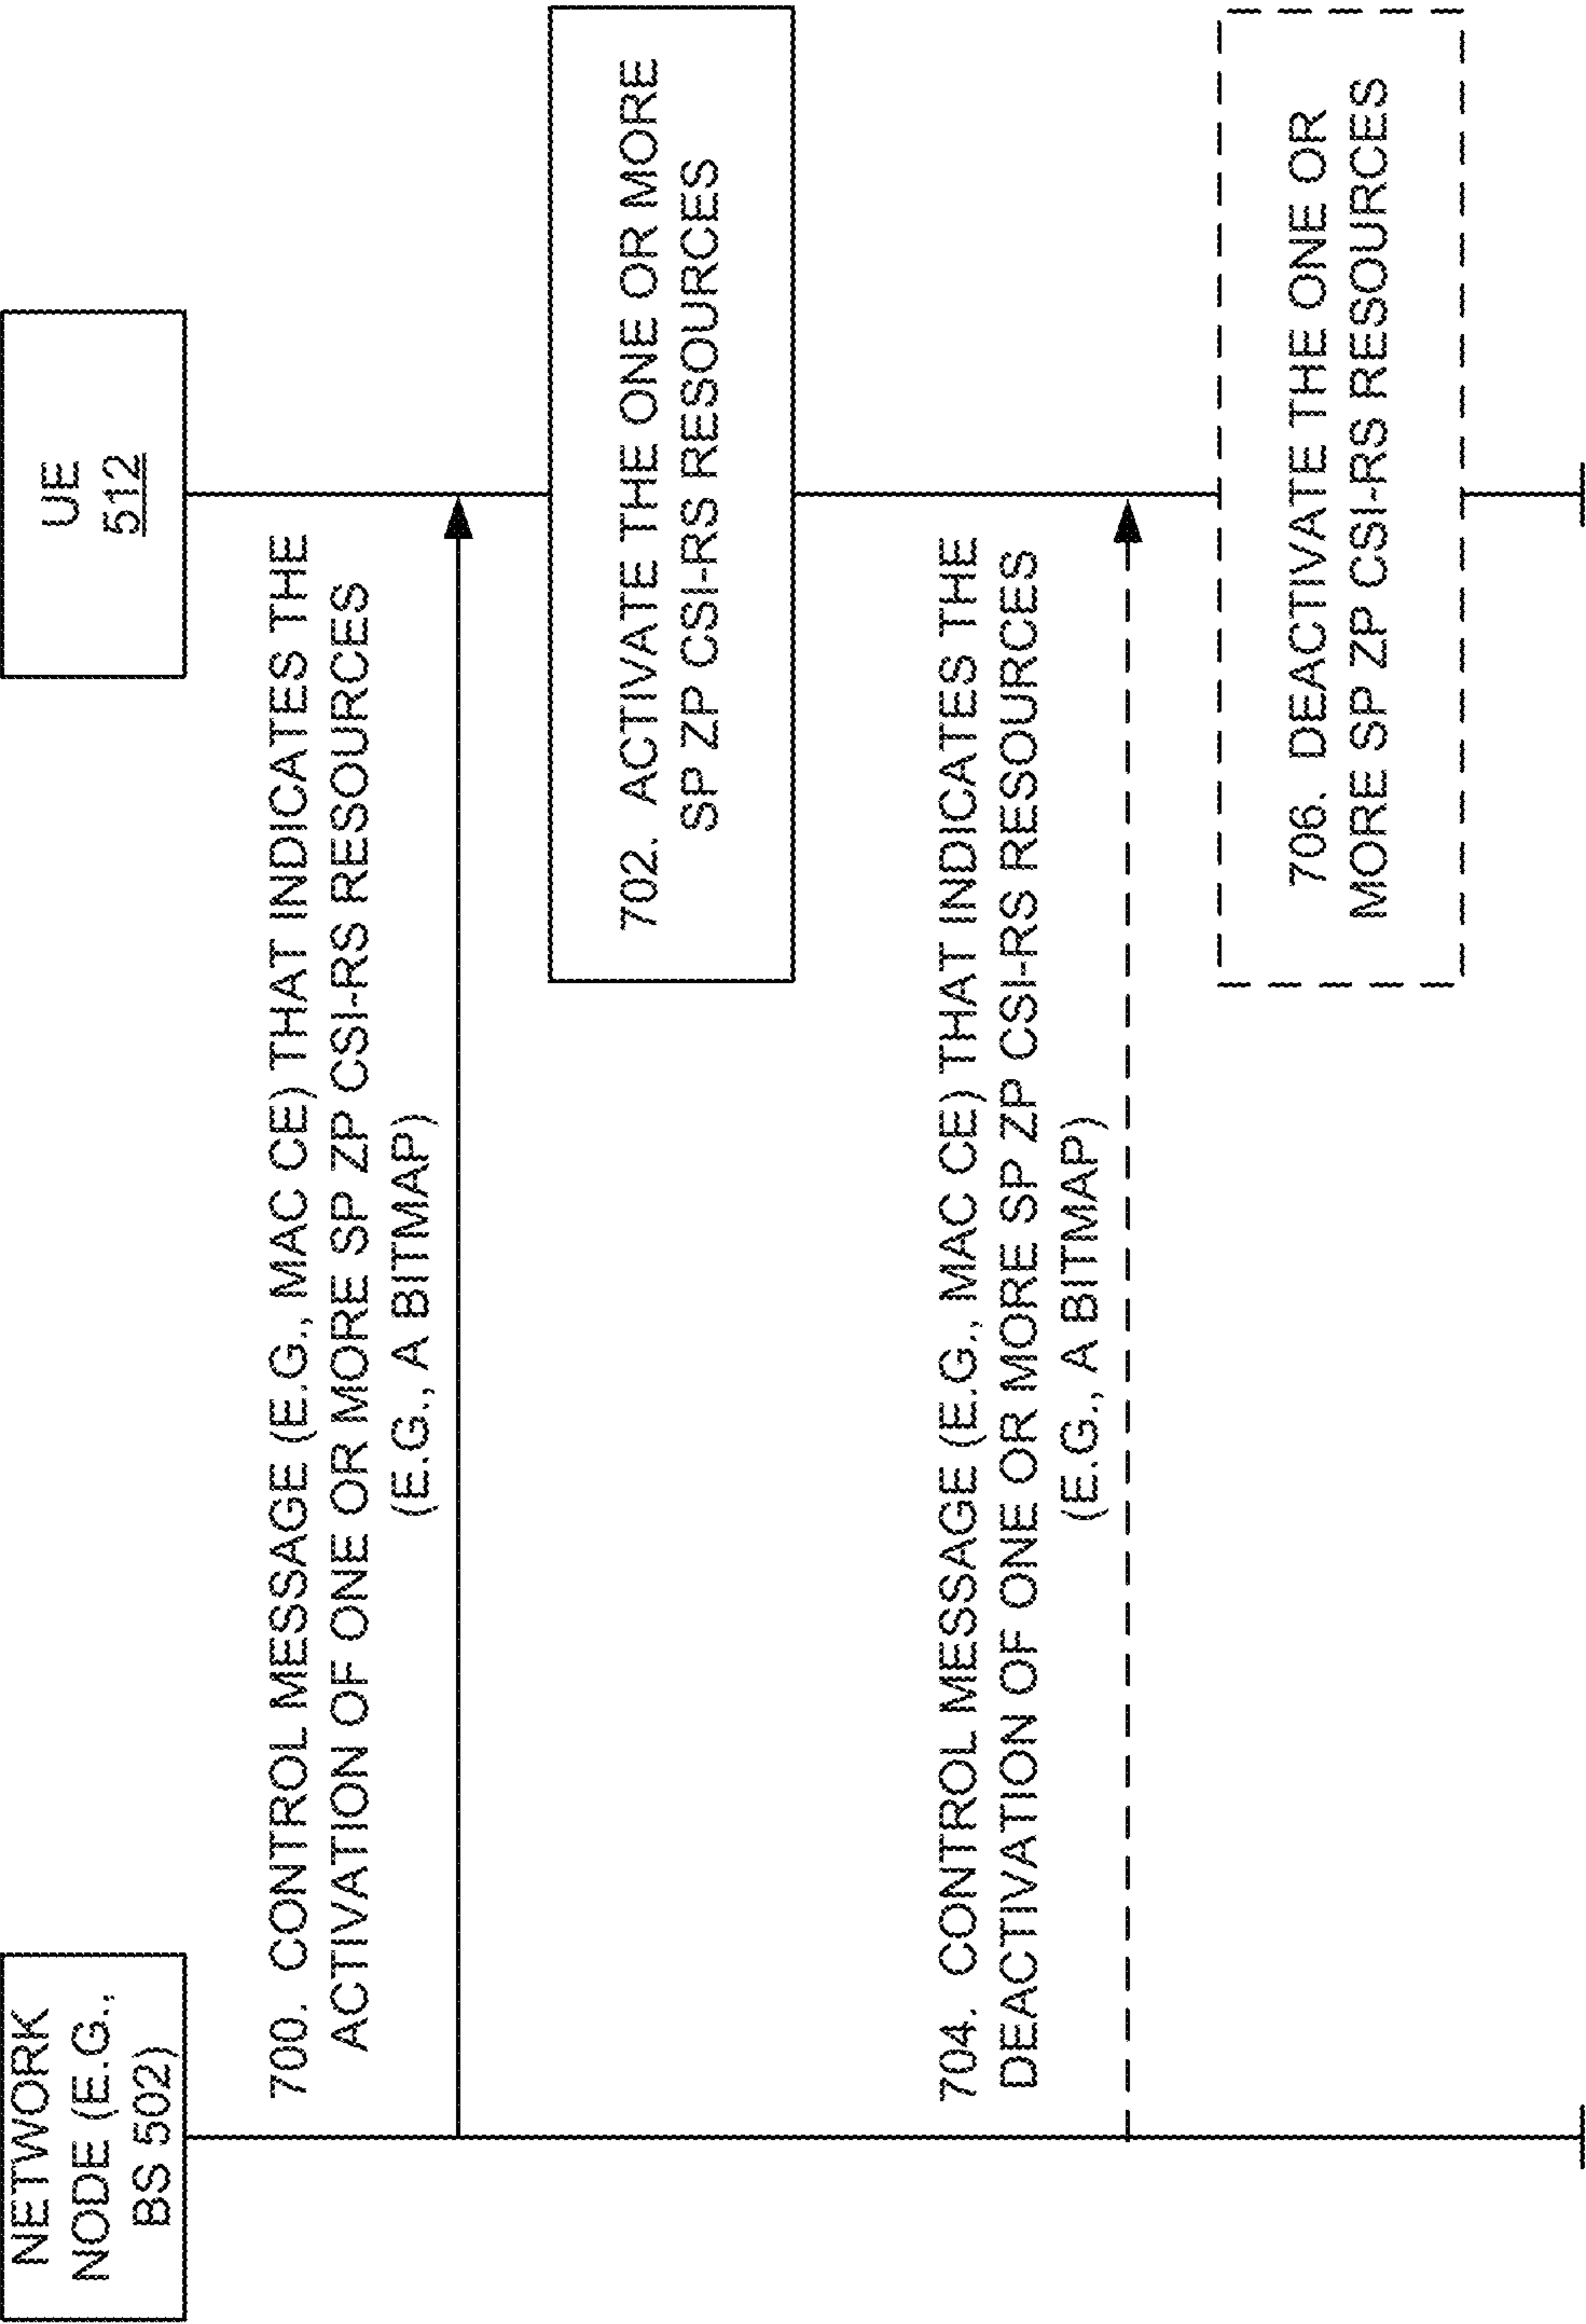 NETWORK
NODE (E.G.,
BS 502)
UE
512
700. CONTROL MESSAGE (E.G., MAC CE) THAT INDICATES THE
ACTIVATION OF ONE OR MORE SP ZP CSI-RS RESOURCES
(E.G., A BITMAP)
702. ACTIVATE THE ONE OR MORE
SP ZP CSI-RS RESOURCES
704. CONTROL MESSAGE (E.G., MAC CE) THAT INDICATES THE
DEACTIVATION OF ONE OR MORE SP ZP CSI-RS RESOURCES
(E.G., A BITMAP)
706. DEACTIVATE THE ONE OR
MORE SP ZP CSI-RS RESOURCES